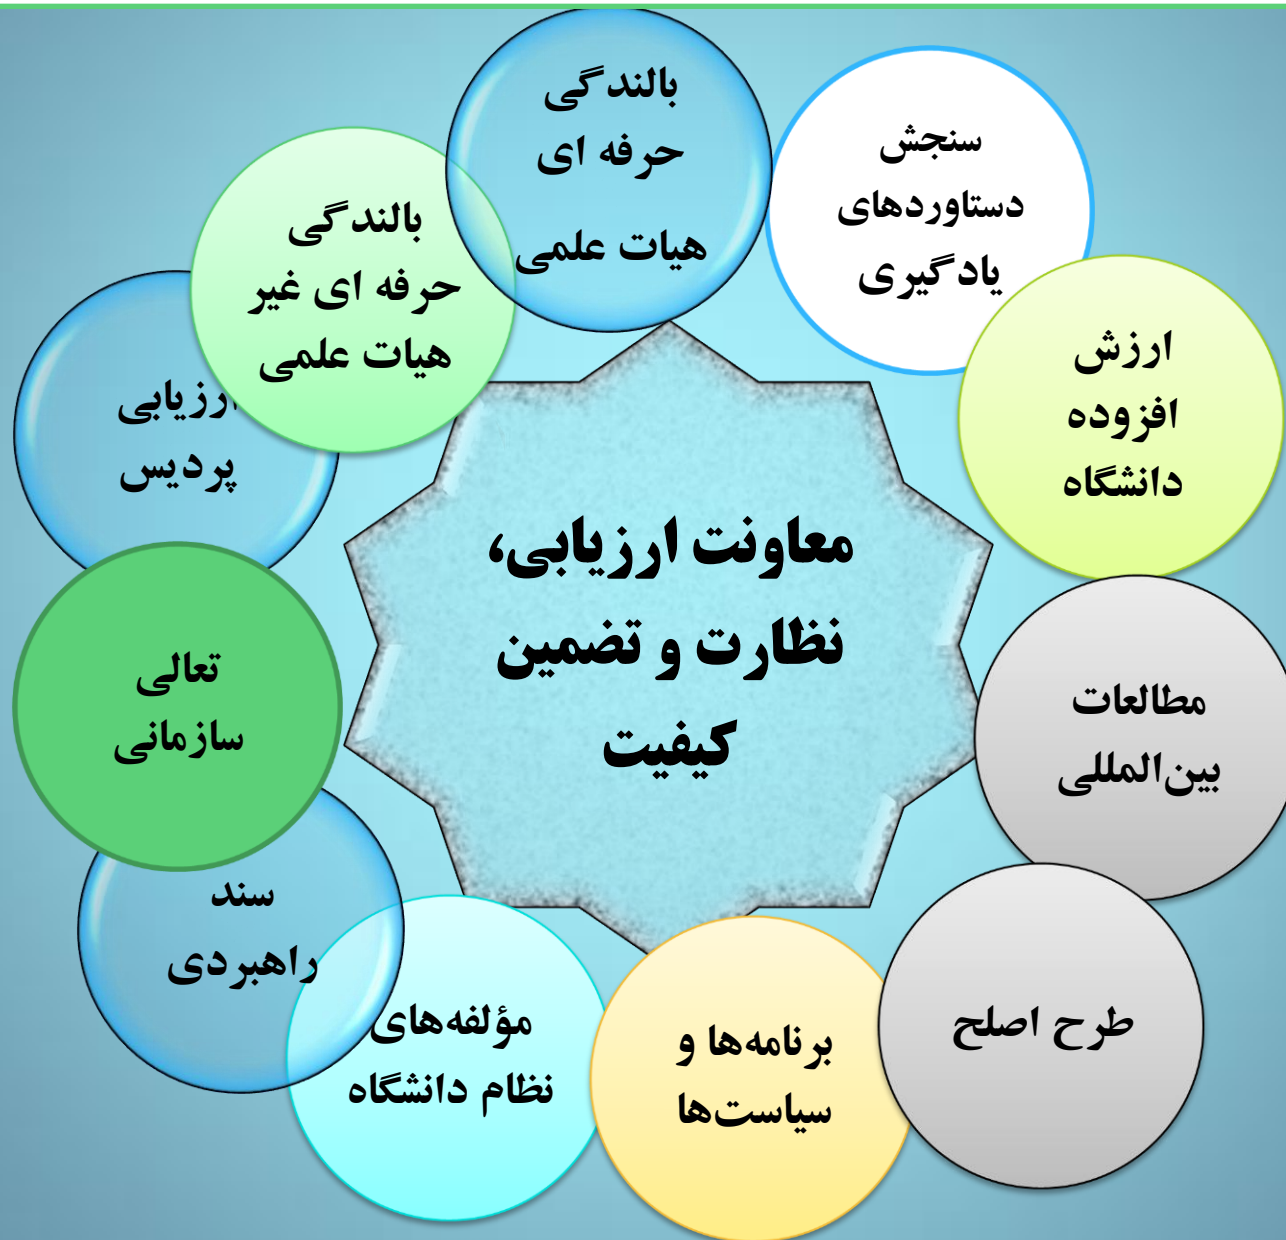 بالندگی
حرفه ای
هیات علمی
سنجش
دستاوردهای
یادگیری
ارزش
افزوده
دانشگاه
مطالعات
بین‌المللی
طرح اصلح
برنامه‌ها و
سیاست‌ها
مؤلفه‌های
نظام دانشگاه
سند
راهبردی
تعالی
سازمانی
ارزیابی
پردیس
بالندگی
حرفه ای غیر
هیات علمی
معاونت ارزیابی،
نظارت و تضمین
کیفیت